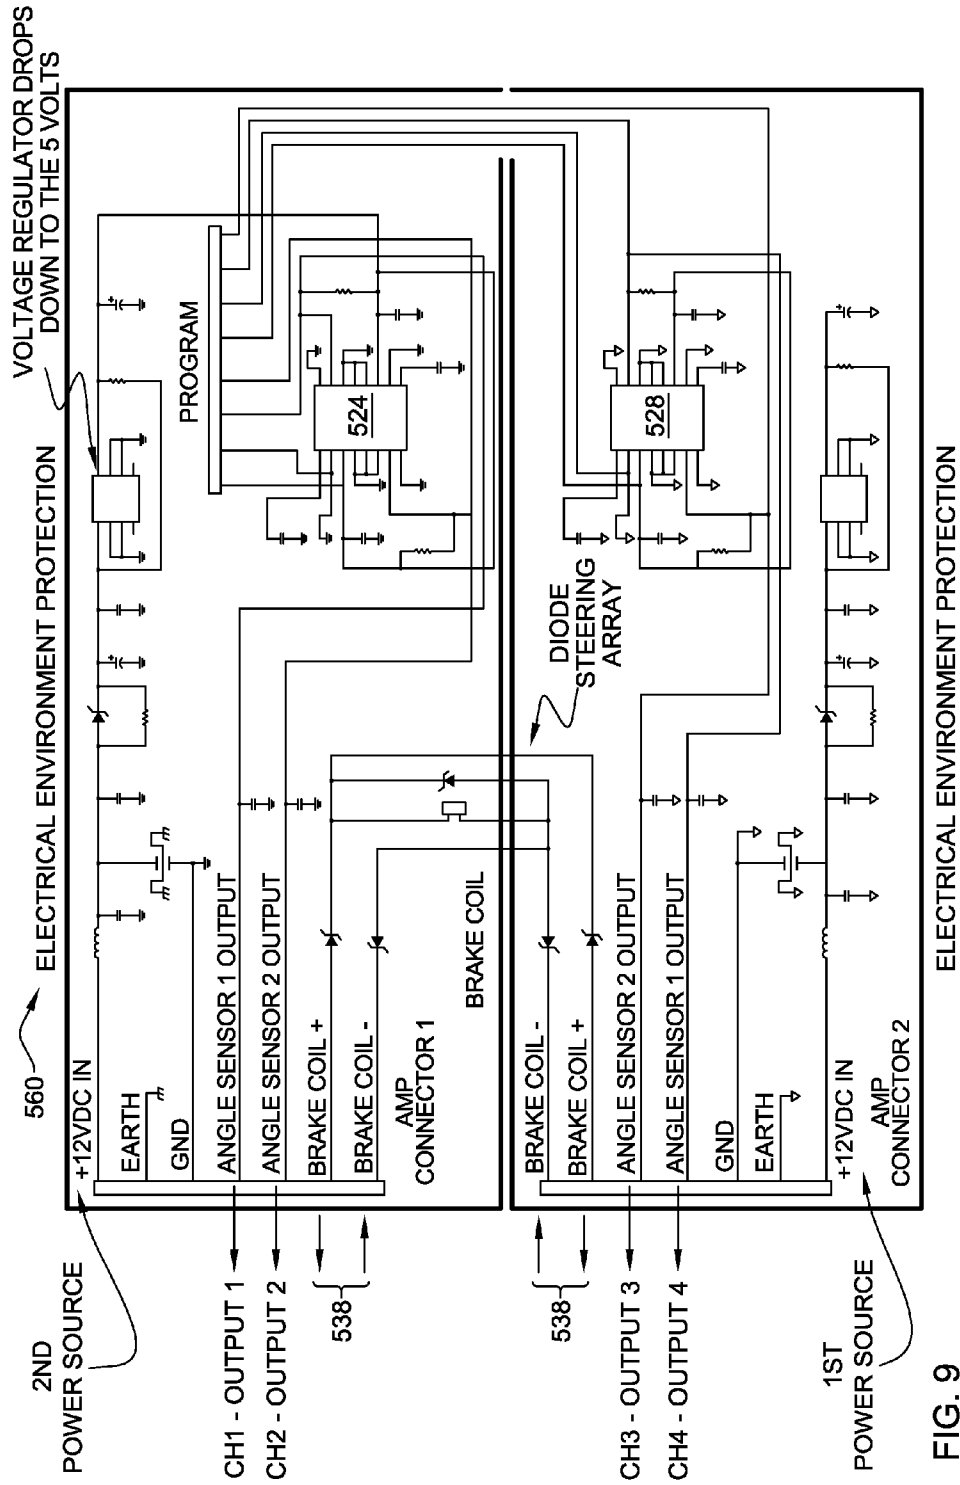 560
ELECTRICAL ENVIRONMENT PROTECTION
VOLTAGE REGULATOR DROPS
DOWN TO THE 5 VOLTS
2ND
POWER SOURCE
+12VDC IN
EARTH
GND
PROGRAM
CH1 - OUTPUT 1
ANGLE SENSOR 1 OUTPUT
CH2 - OUTPUT 2
ANGLE SENSOR 2 OUTPUT
524
538
BRAKE COIL +
BRAKE COIL -
AMP
CONNECTOR 1
BRAKE COIL
DIODE
STEERING
ARRAY
538
BRAKE COIL -
BRAKE COIL +
CH3 - OUTPUT 3
ANGLE SENSOR 2 OUTPUT
CH4 - OUTPUT 4
ANGLE SENSOR 1 OUTPUT
528
GND
EARTH
+12VDC IN
AMP
CONNECTOR 2
1ST
POWER SOURCE
ELECTRICAL ENVIRONMENT PROTECTION
FIG. 9